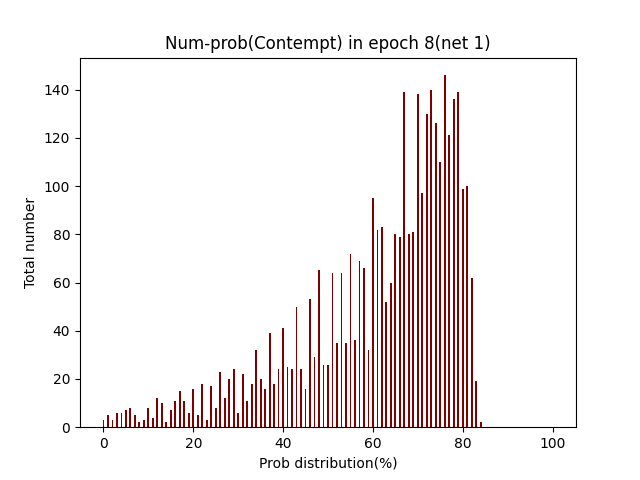 Num-prob(Contempt) in epoch 8(net 1)
140
120
100
80
60
40
20
0
Total number
0 20 40 60 80 100
Prob distribution(%)